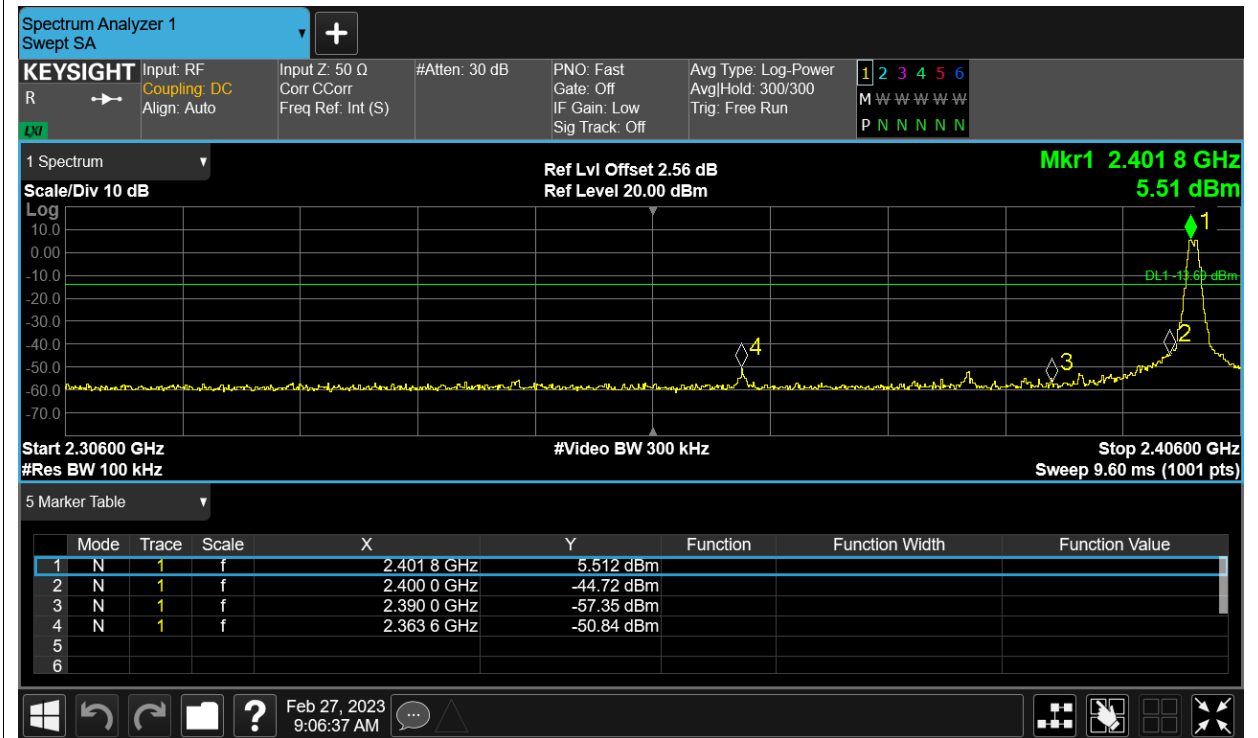 Spectrum Analyzer 1
Swept SA
KEYSIGHT
R
LXI
Input: RF
Coupling: DC
Align: Auto
Input Z: 50 Ω
Corr CCorr
Freq Ref: Int (S)
#Atten: 30 dB
PNO: Fast
Gate: Off
IF Gain: Low
Sig Track: Off
Avg Type: Log-Power
Avg|Hold: 300/300
Trig: Free Run
1 2 3 4 5 6
M W W W W W
P N N N N N
1 Spectrum
Scale/Div 10 dB
Ref Lvl Offset 2.56 dB
Ref Level 20.00 dBm
Mkr1 2.401 8 GHz
5.51 dBm
Log
10.0
0.00
-10.0
-20.0
-30.0
-40.0
-50.0
-60.0
-70.0
1
DL1 -13.60 dBm
2
4
3
Start 2.30600 GHz
#Res BW 100 kHz
#Video BW 300 kHz
Stop 2.40600 GHz
Sweep 9.60 ms (1001 pts)
5 Marker Table
Mode Trace Scale X Y Function Function Width Function Value
1 N 1 f 2.401 8 GHz 5.512 dBm
2 N 1 f 2.400 0 GHz -44.72 dBm
3 N 1 f 2.390 0 GHz -57.35 dBm
4 N 1 f 2.363 6 GHz -50.84 dBm
5
6
?
Feb 27, 2023
9:06:37 AM